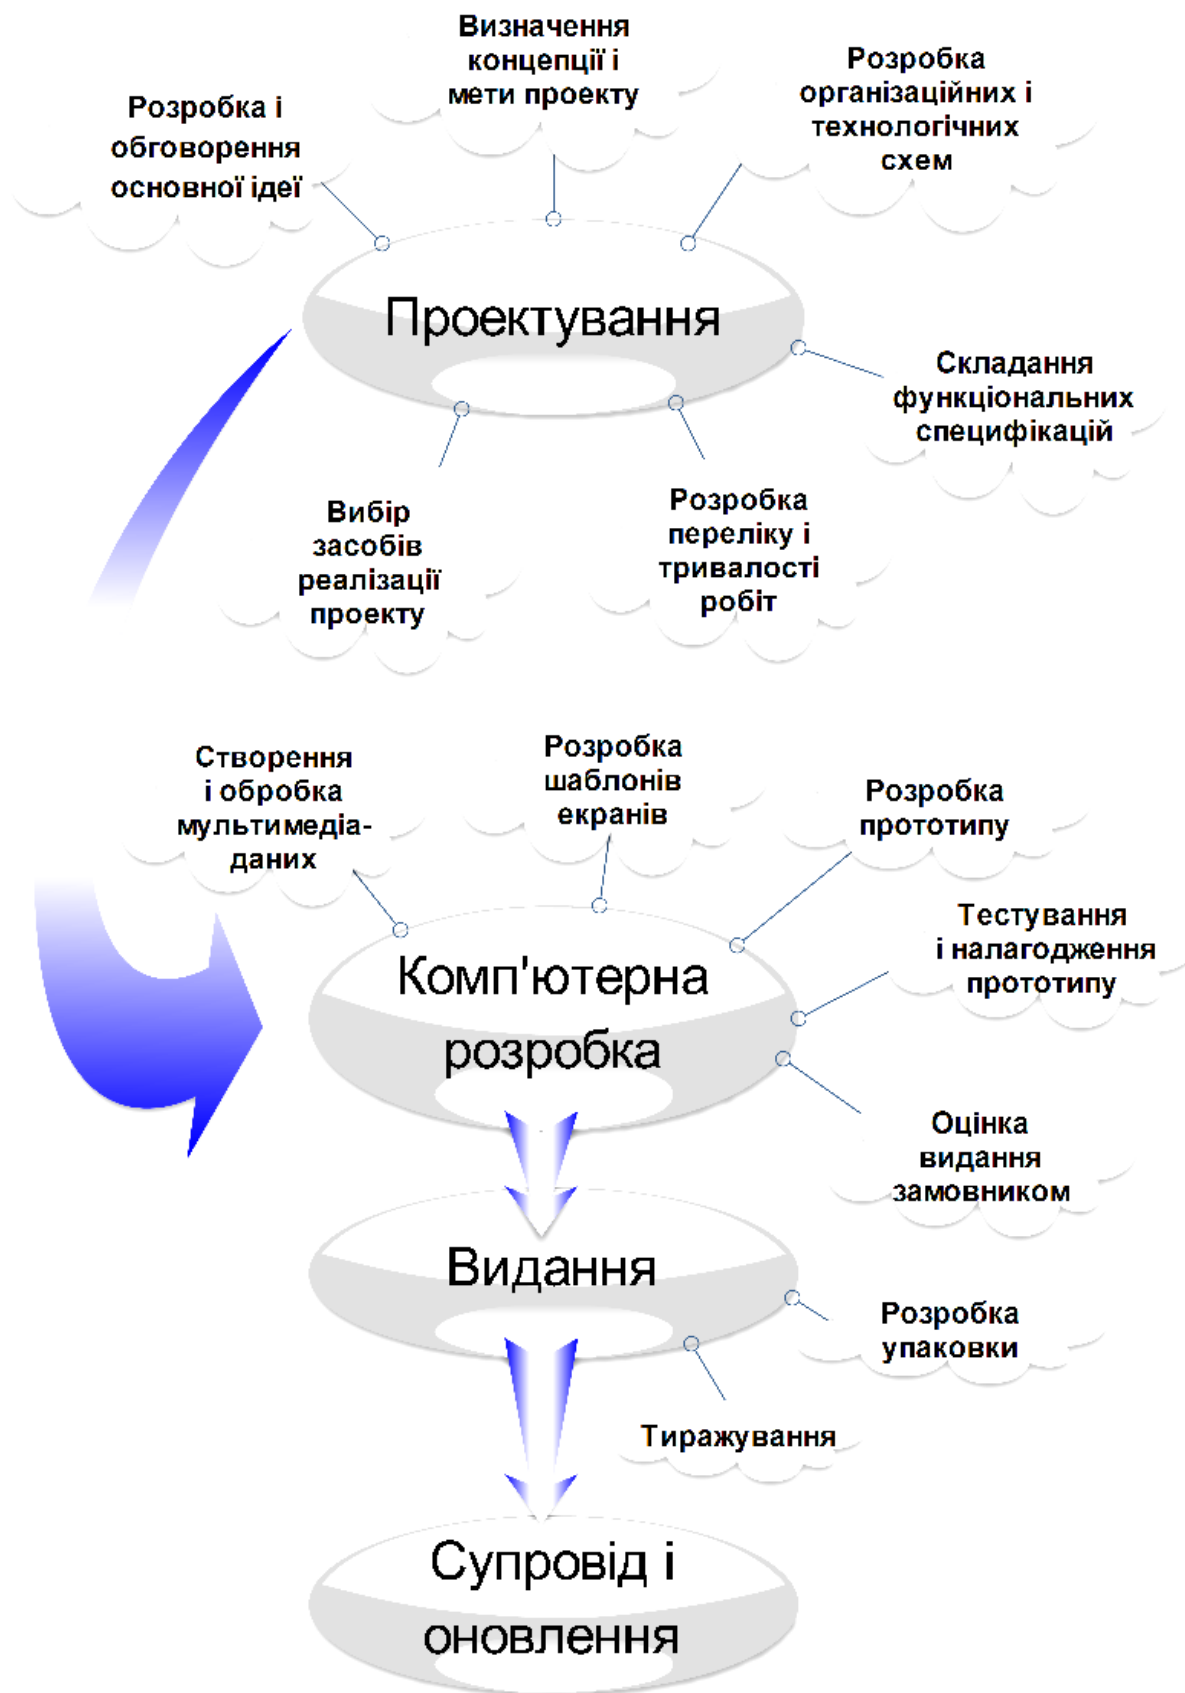 Визначення
концепції і
мети проекту
Розробка
організаційних і
технологічних
схем
Розробка і
обговорення
основної ідеї
Проектування
Складання
функціональних
специфікацій
Вибір
засобів
реалізації
проекту
Розробка
переліку і
тривалості
робіт
Створення
і обробка
мультимедіа-
даних
Розробка
шаблонів
екранів
Розробка
прототипу
Тестування
і налагодження
прототипу
Комп'ютерна
розробка
Оцінка
видання
замовником
Видання
Розробка
упаковки
Тиражування
Супровід і
оновлення